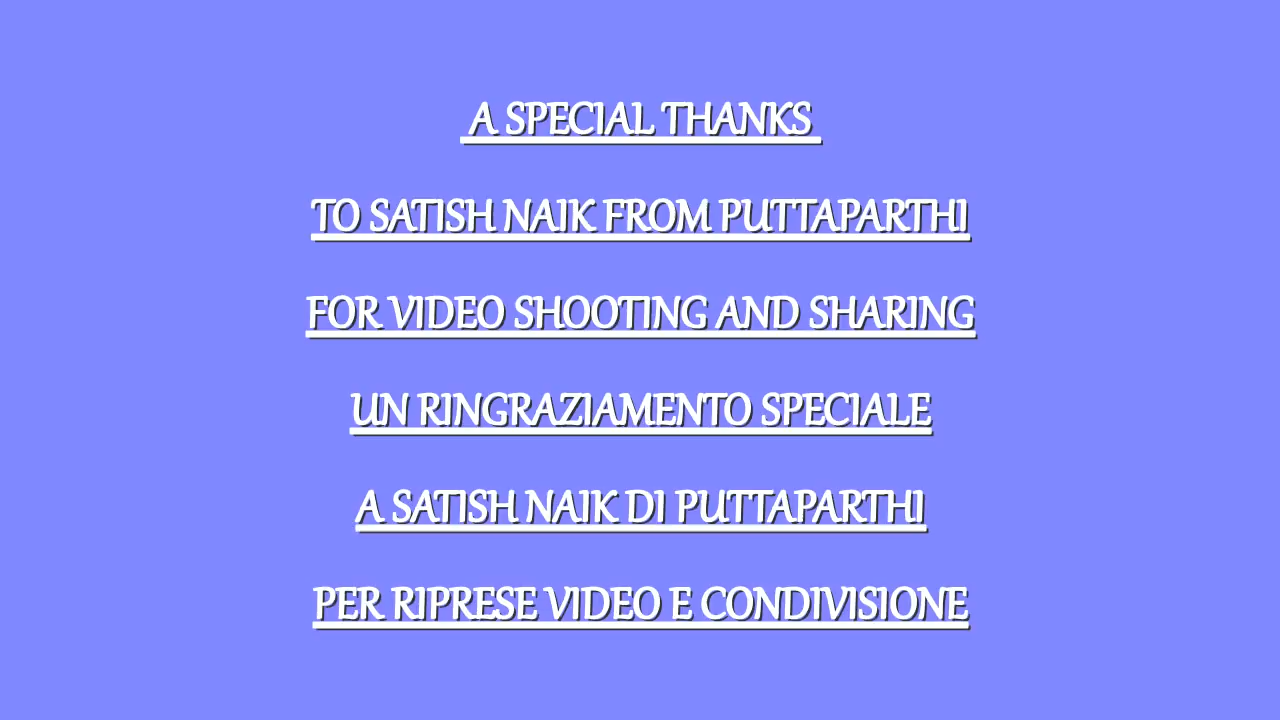 A SPECIAL THANKS
TO SATISH NAIK FROM PUTTAPARTHI
FOR VIDEO SHOOTING AND SHARING
UN RINGRAZIAMENTO SPECIALE
A SATISH NAIK DI PUTTAPARTHI
PER RIPRESE VIDEO E CONDIVISIONE